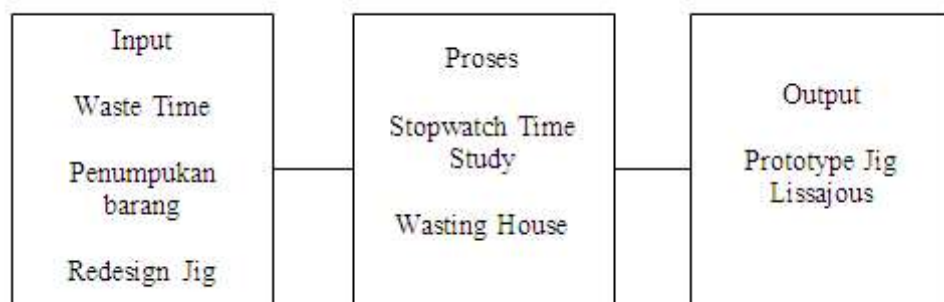 Input
Waste Time
Penumpukan
barang
Redesign Jig
Proses
Stopwatch Time
Study
Wasting House
Output
Prototype Jig
Lissajous